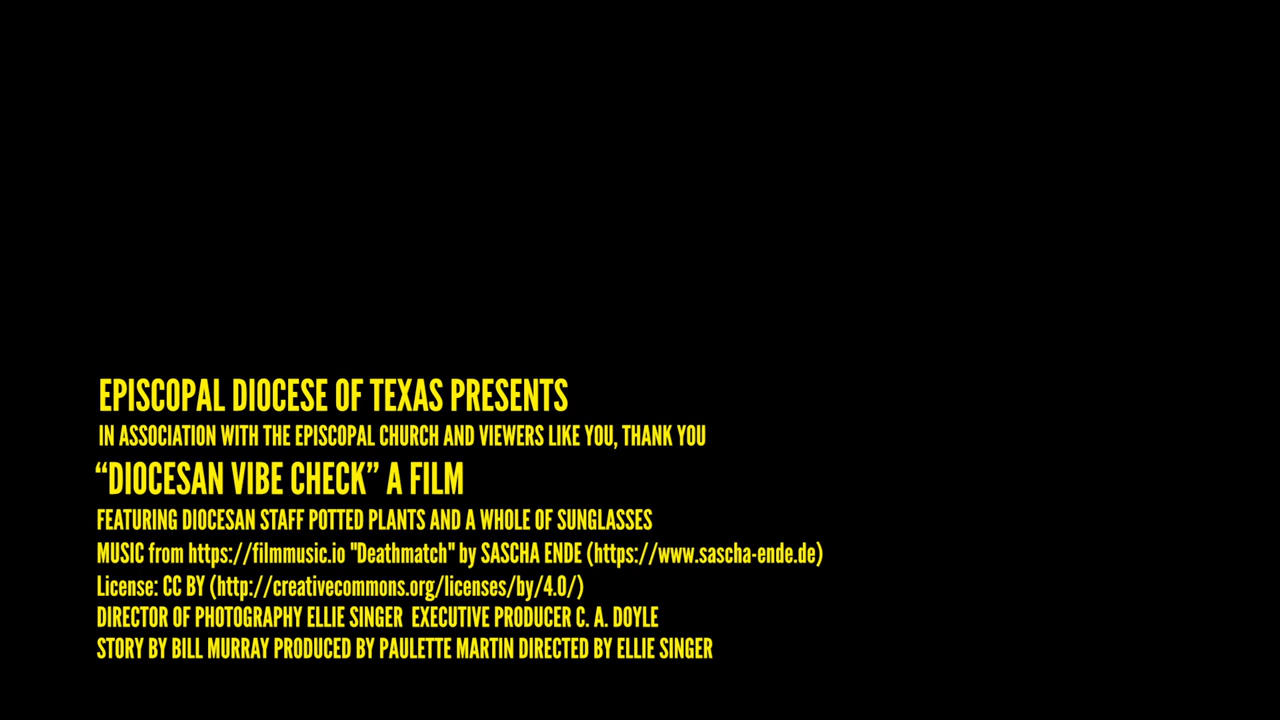 EPISCOPAL DIOCESE OF TEXAS PRESENTS
IN ASSOCIATION WITH THE EPISCOPAL CHURCH AND VIEWERS LIKE YOU, THANK YOU
“DIOCESAN VIBE CHECK” A FILM
FEATURING DIOCESAN STAFF POTTED PLANTS AND A WHOLE OF SUNGLASSES
MUSIC from https://filmmusic.io "Deathmatch" by SASCHA ENDE (https://www.sascha-ende.de)
License: CC BY (http://creativecommons.org/licenses/by/4.0/)
DIRECTOR OF PHOTOGRAPHY ELLIE SINGER  EXECUTIVE PRODUCER C. A. DOYLE
STORY BY BILL MURRAY PRODUCED BY PAULETTE MARTIN DIRECTED BY ELLIE SINGER